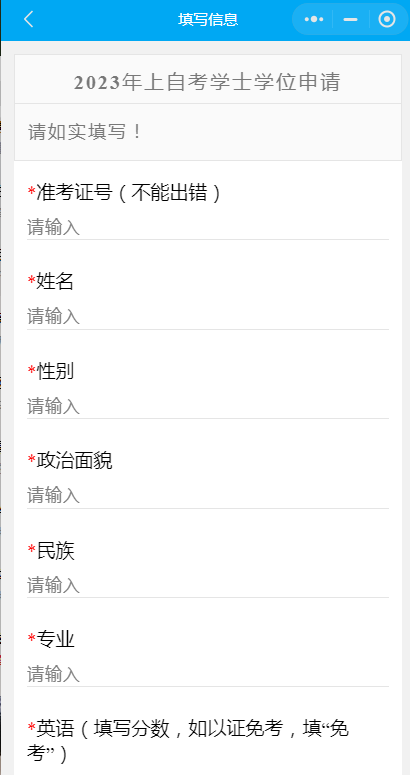 填写信息
2023年上自考学士学位申请
请如实填写！
*准考证号（不能出错）
请输入
*姓名
请输入
*性别
请输入
*政治面貌
请输入
*民族
请输入
*专业
请输入
*英语（填写分数，如以证免考，填“免
考”）